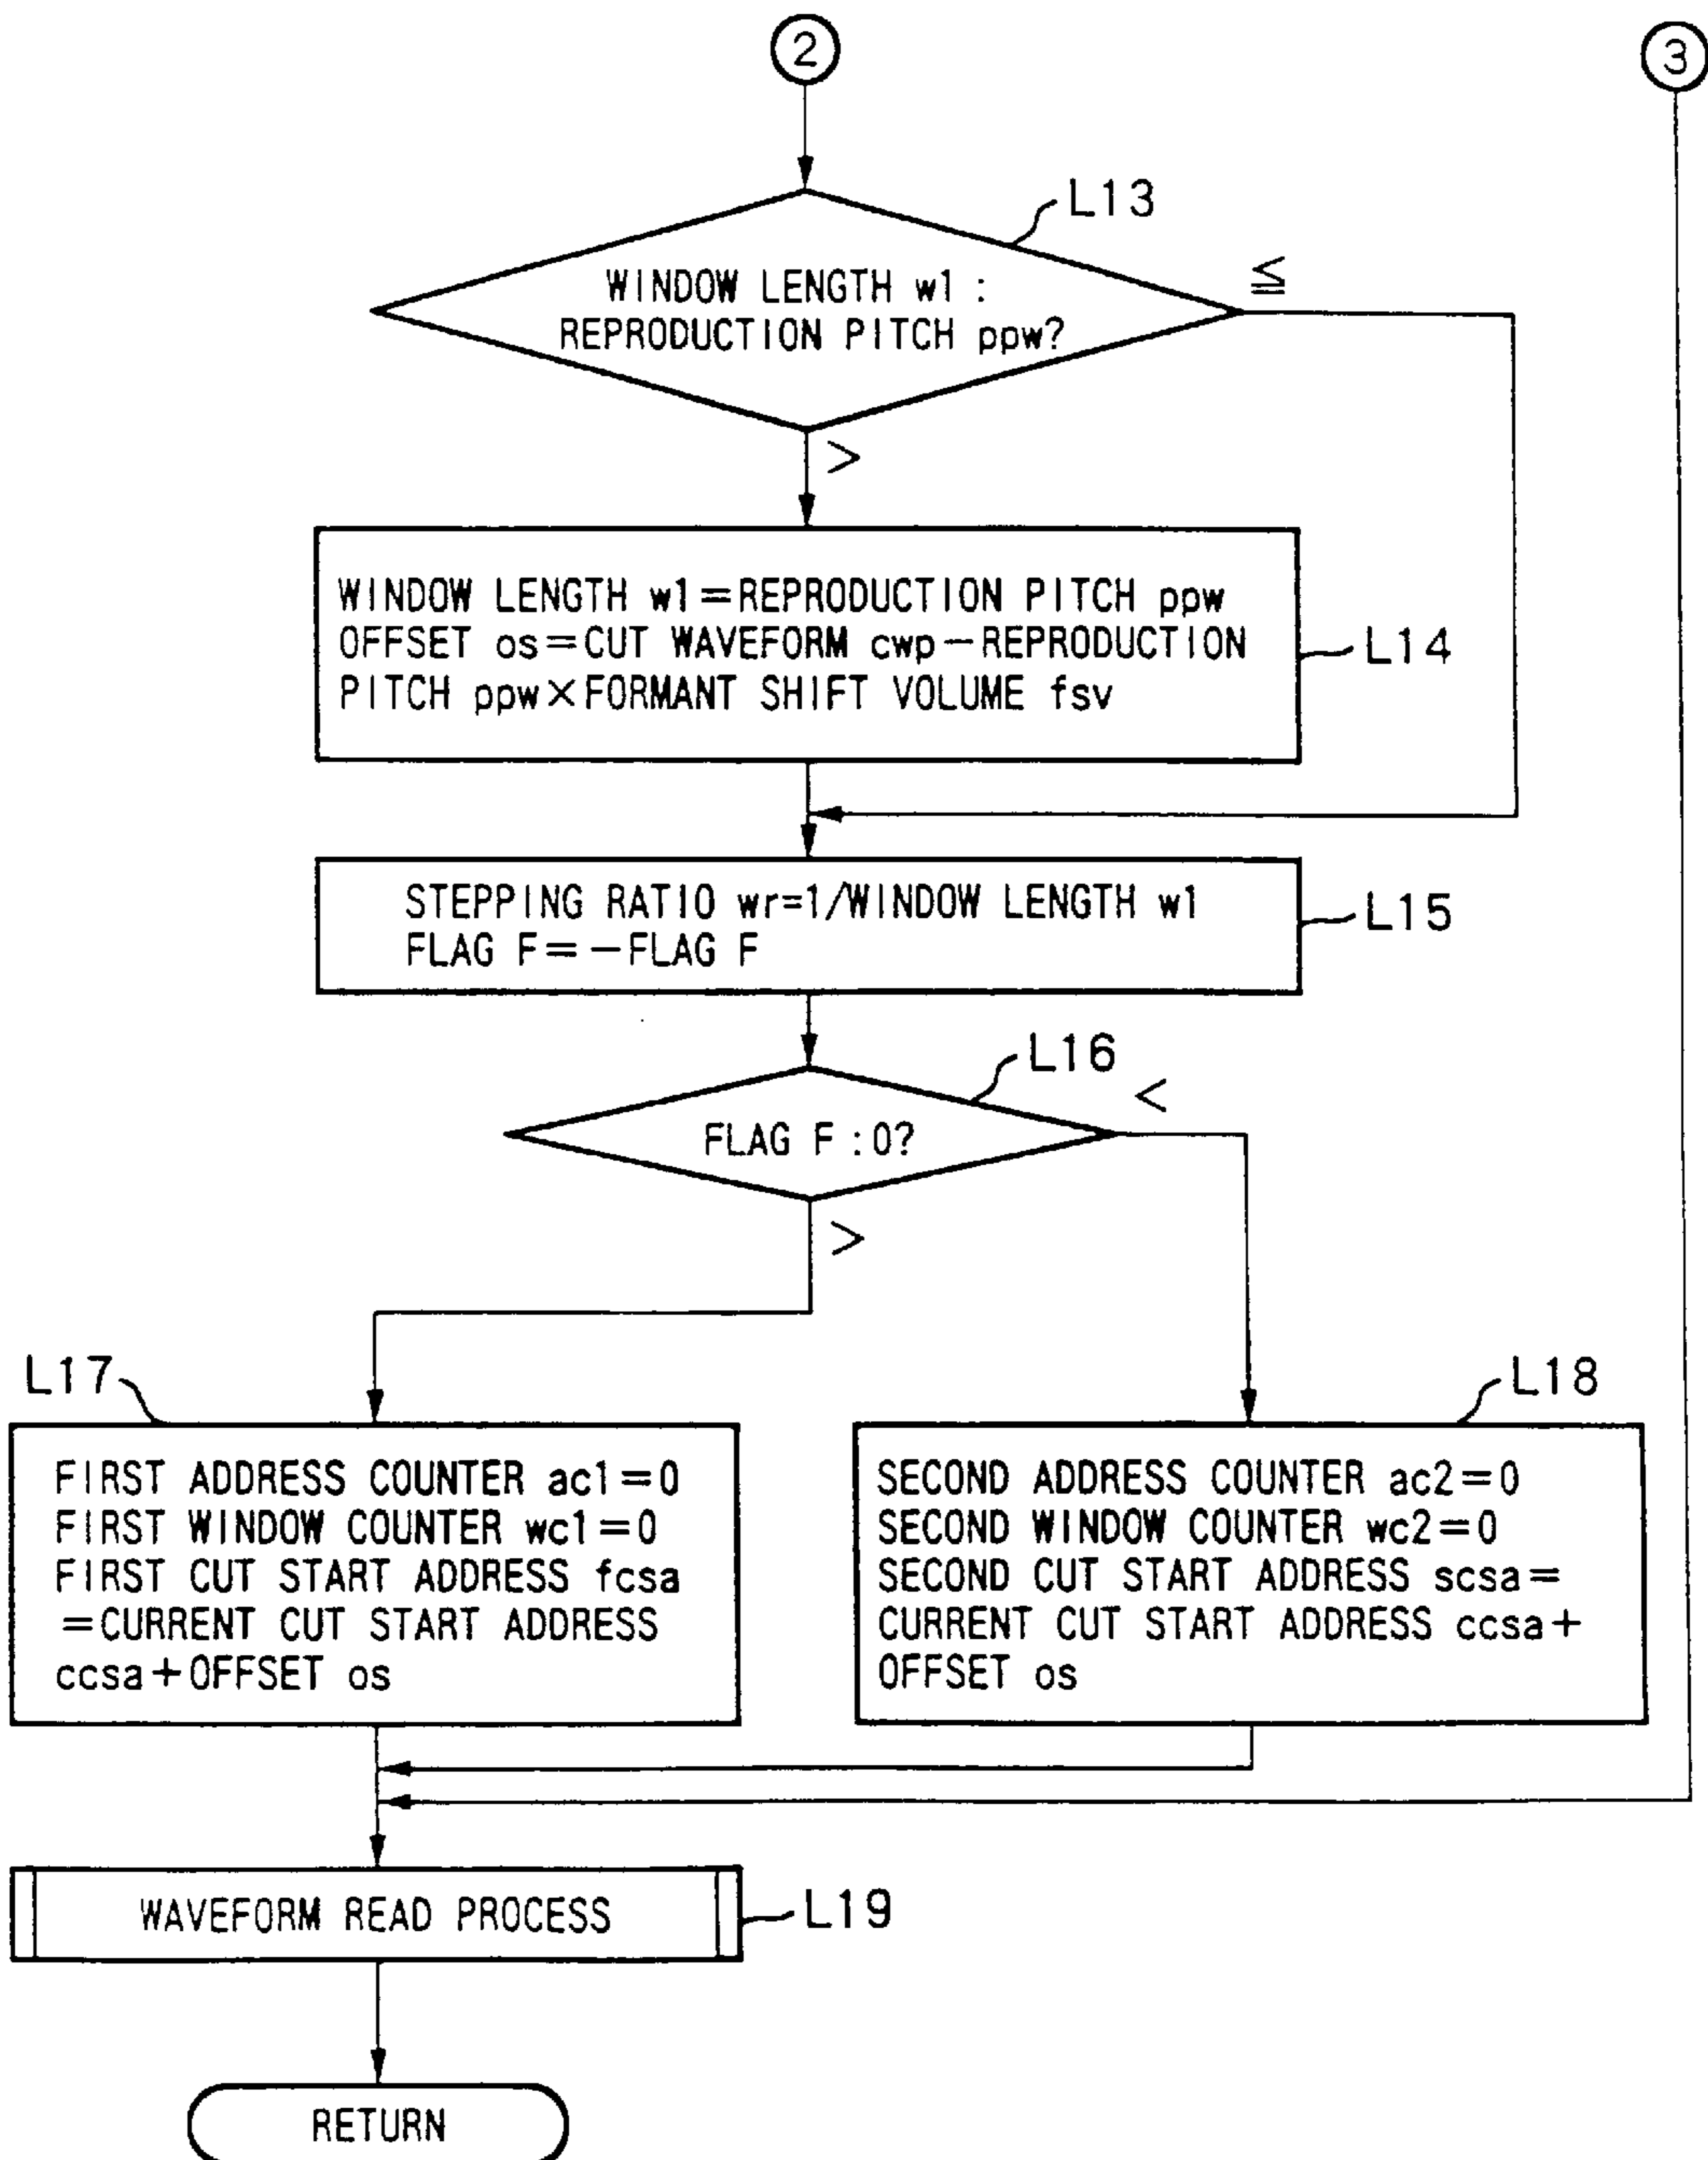 2
3
L13
WINDOW LENGTH w1 :
REPRODUCTION PITCH ppw?
≦
>
WINDOW LENGTH w1=REPRODUCTION PITCH ppw
OFFSET os=CUT WAVEFORM cwp−REPRODUCTION
PITCH ppw×FORMANT SHIFT VOLUME fsv
L14
STEPPING RATIO wr=1/WINDOW LENGTH w1
FLAG F=−FLAG F
L15
L16
FLAG F :0?
<
>
L17
FIRST ADDRESS COUNTER ac1=0
FIRST WINDOW COUNTER wc1=0
FIRST CUT START ADDRESS fcsa
=CURRENT CUT START ADDRESS
ccsa+OFFSET os
L18
SECOND ADDRESS COUNTER ac2=0
SECOND WINDOW COUNTER wc2=0
SECOND CUT START ADDRESS scsa=
CURRENT CUT START ADDRESS ccsa+
OFFSET os
WAVEFORM READ PROCESS
L19
RETURN